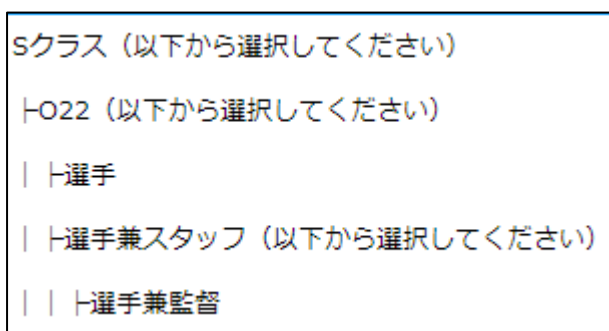 Sクラス（以下から選択してください）
├O22（以下から選択してください）
｜├選手
｜├選手兼スタッフ（以下から選択してください）
｜｜├選手兼監督